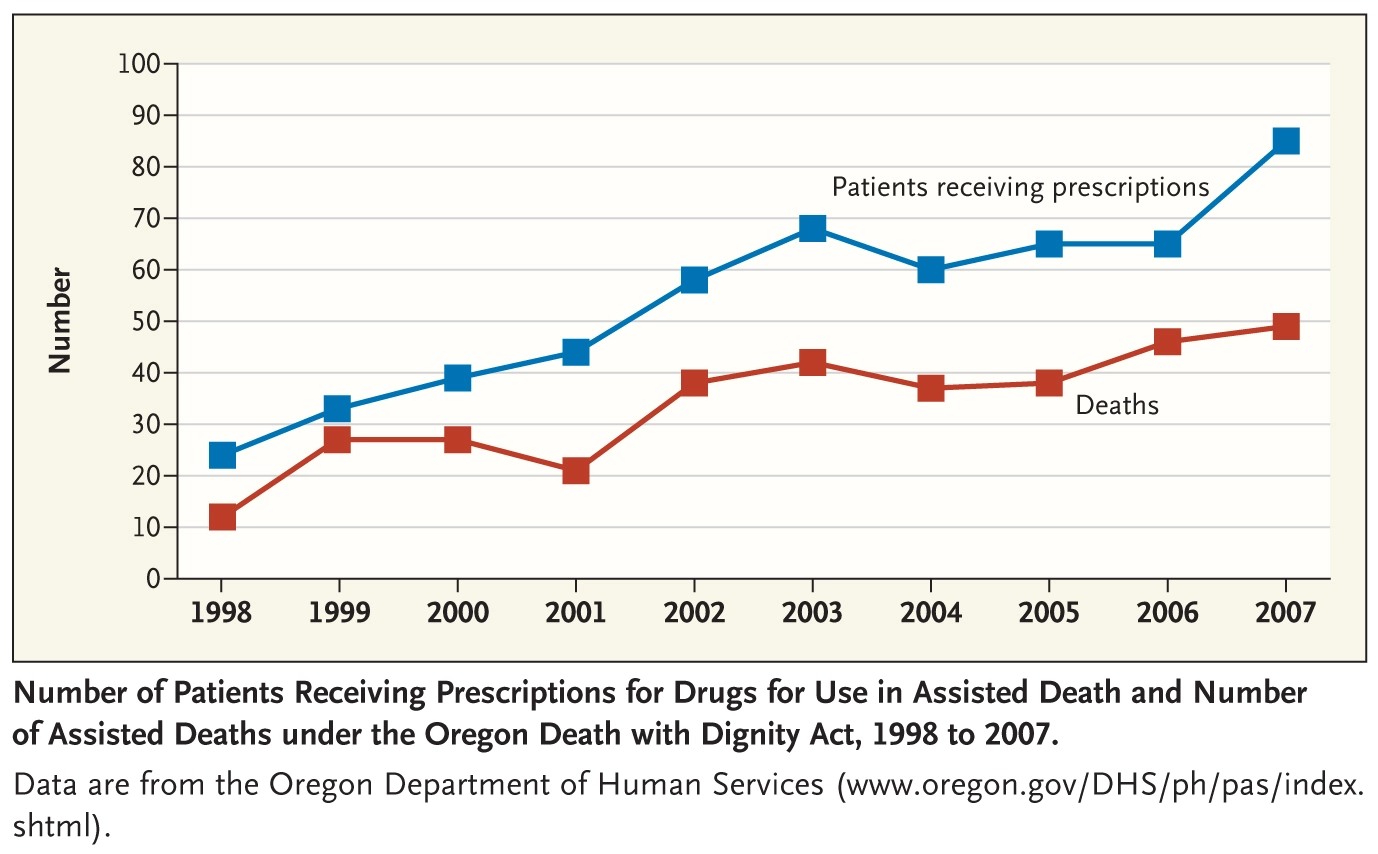 100
90
80
Patients receiving prescriptions
70
60
50
Number
40
Deaths
30
20
10
0
1998 1999 2000 2001 2002 2003 2004 2005 2006 2007
Number of Patients Receiving Prescriptions for Drugs for Use in Assisted Death and Number
of Assisted Deaths under the Oregon Death with Dignity Act, 1998 to 2007.
Data are from the Oregon Department of Human Services (www.oregon.gov/DHS/ph/pas/index.
shtml).